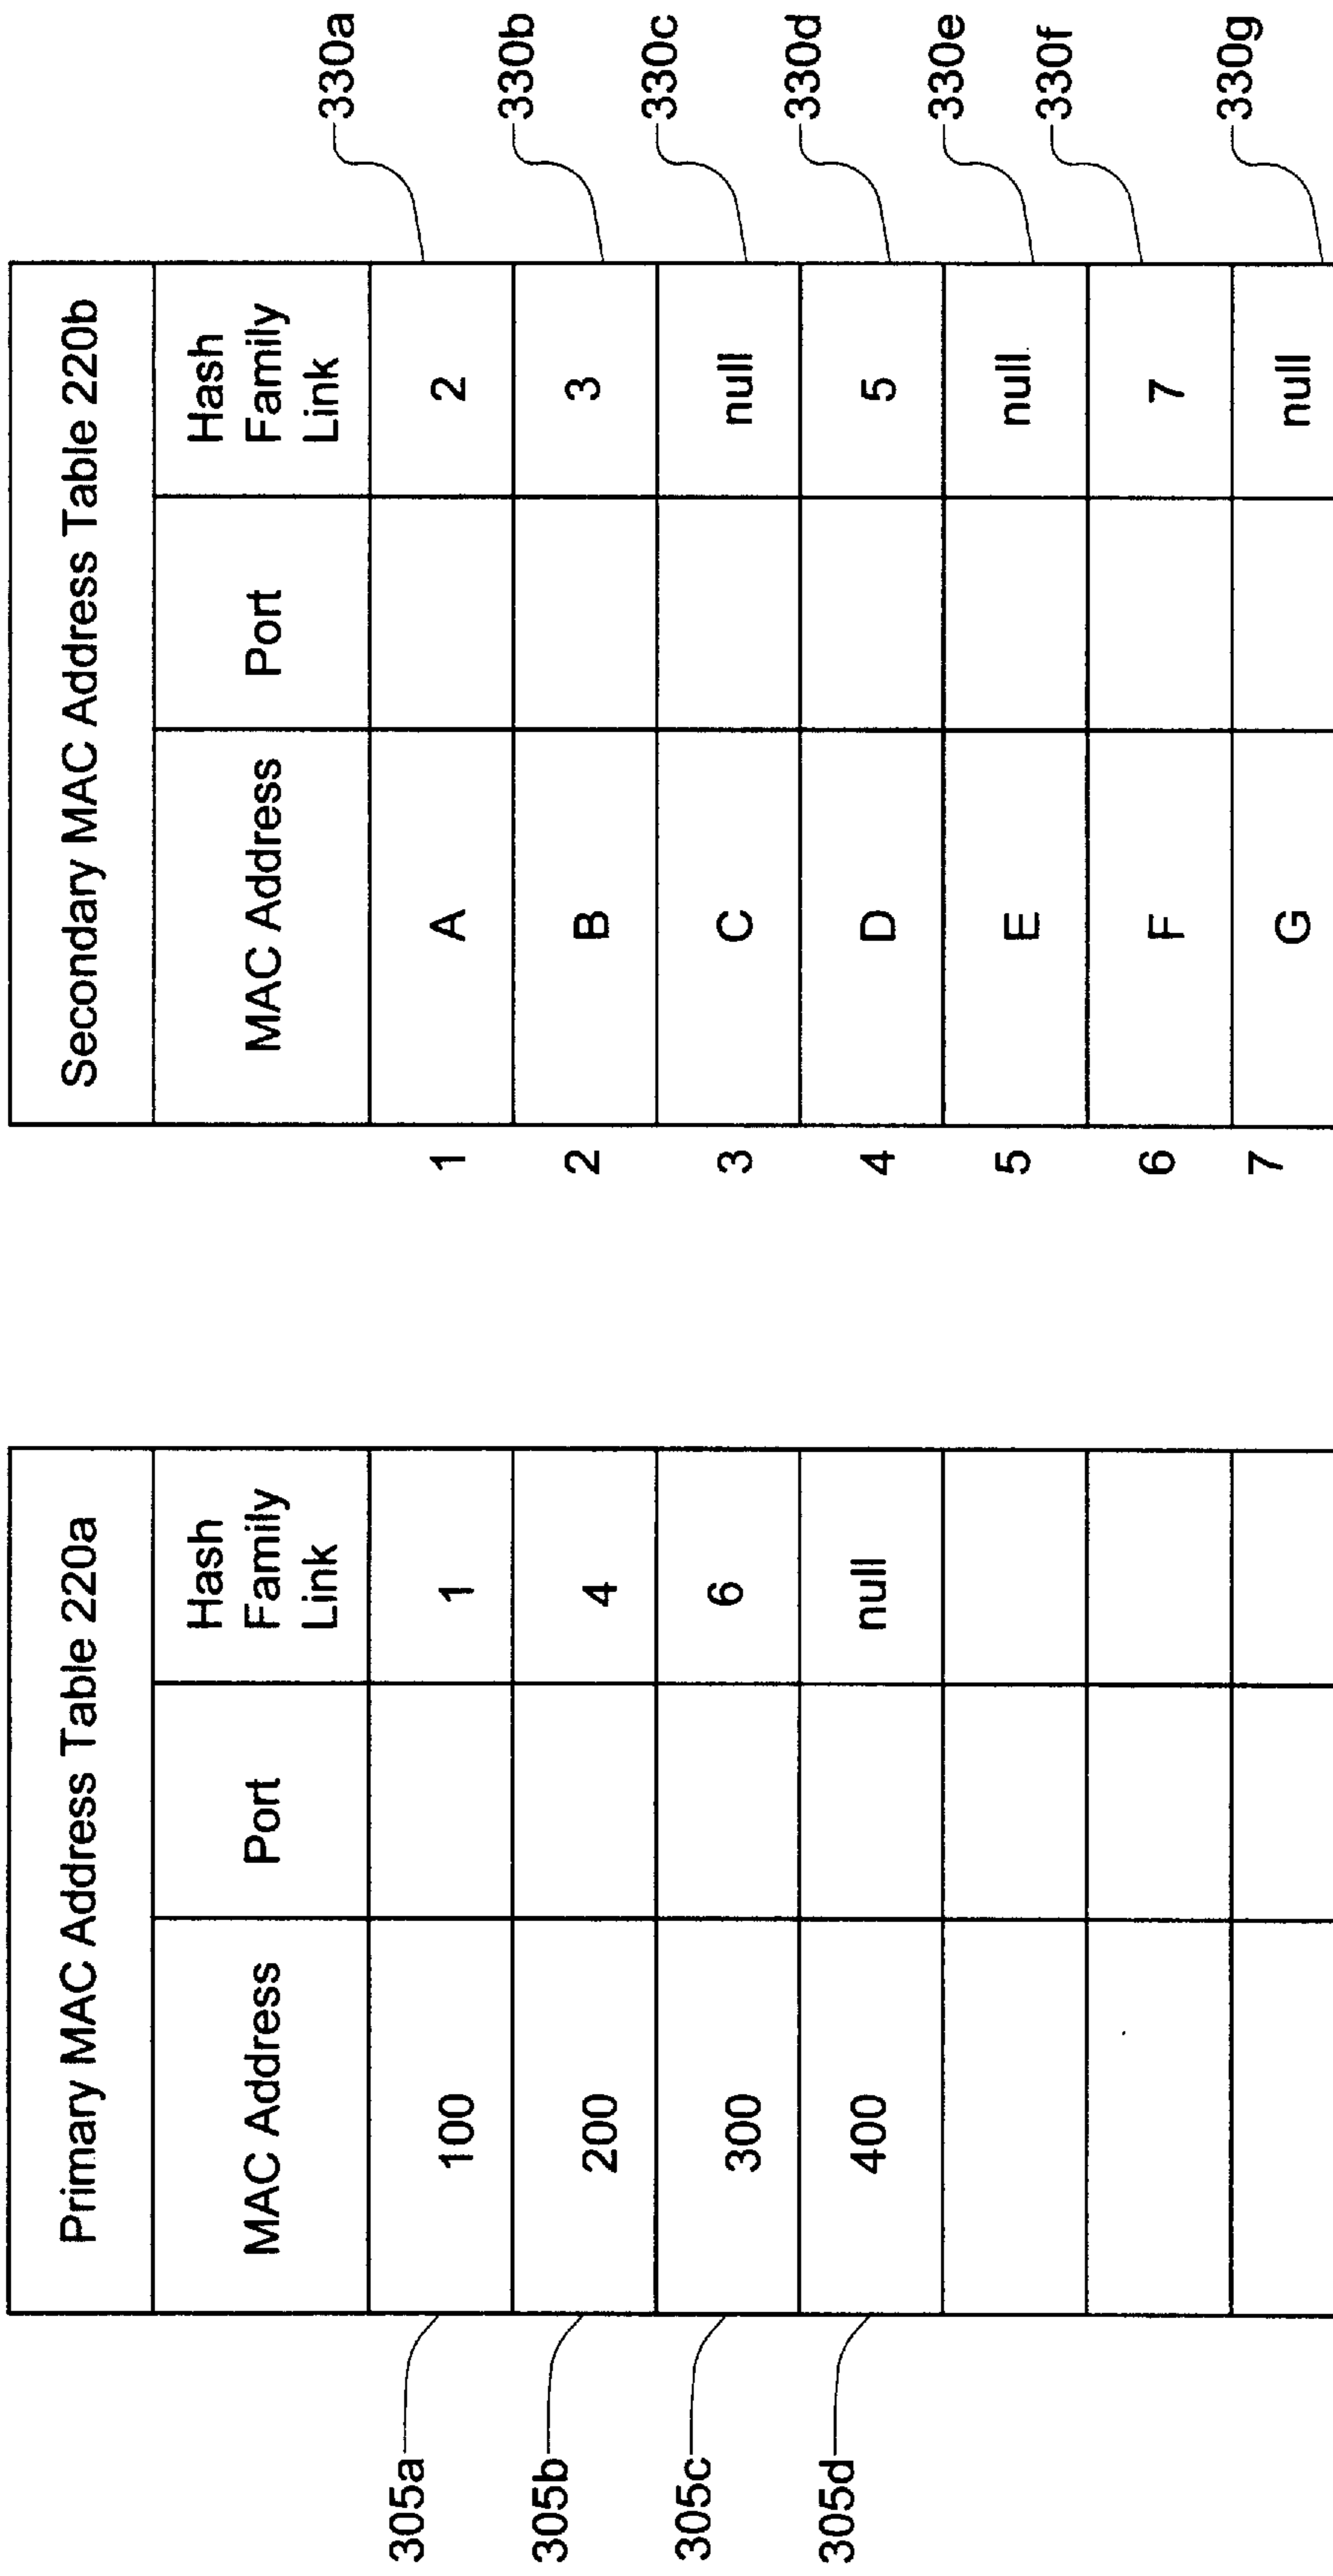 Primary MAC Address Table 220a
MAC Address Port Hash Family Link
305a 100 1
305b 200 4
305c 300 6
305d 400 null
Secondary MAC Address Table 220b
MAC Address Port Hash Family Link
1 A 2 330a
2 B 3 330b
3 C null 330c
4 D 5 330d
5 E null 330e
6 F 7 330f
7 G null 330g